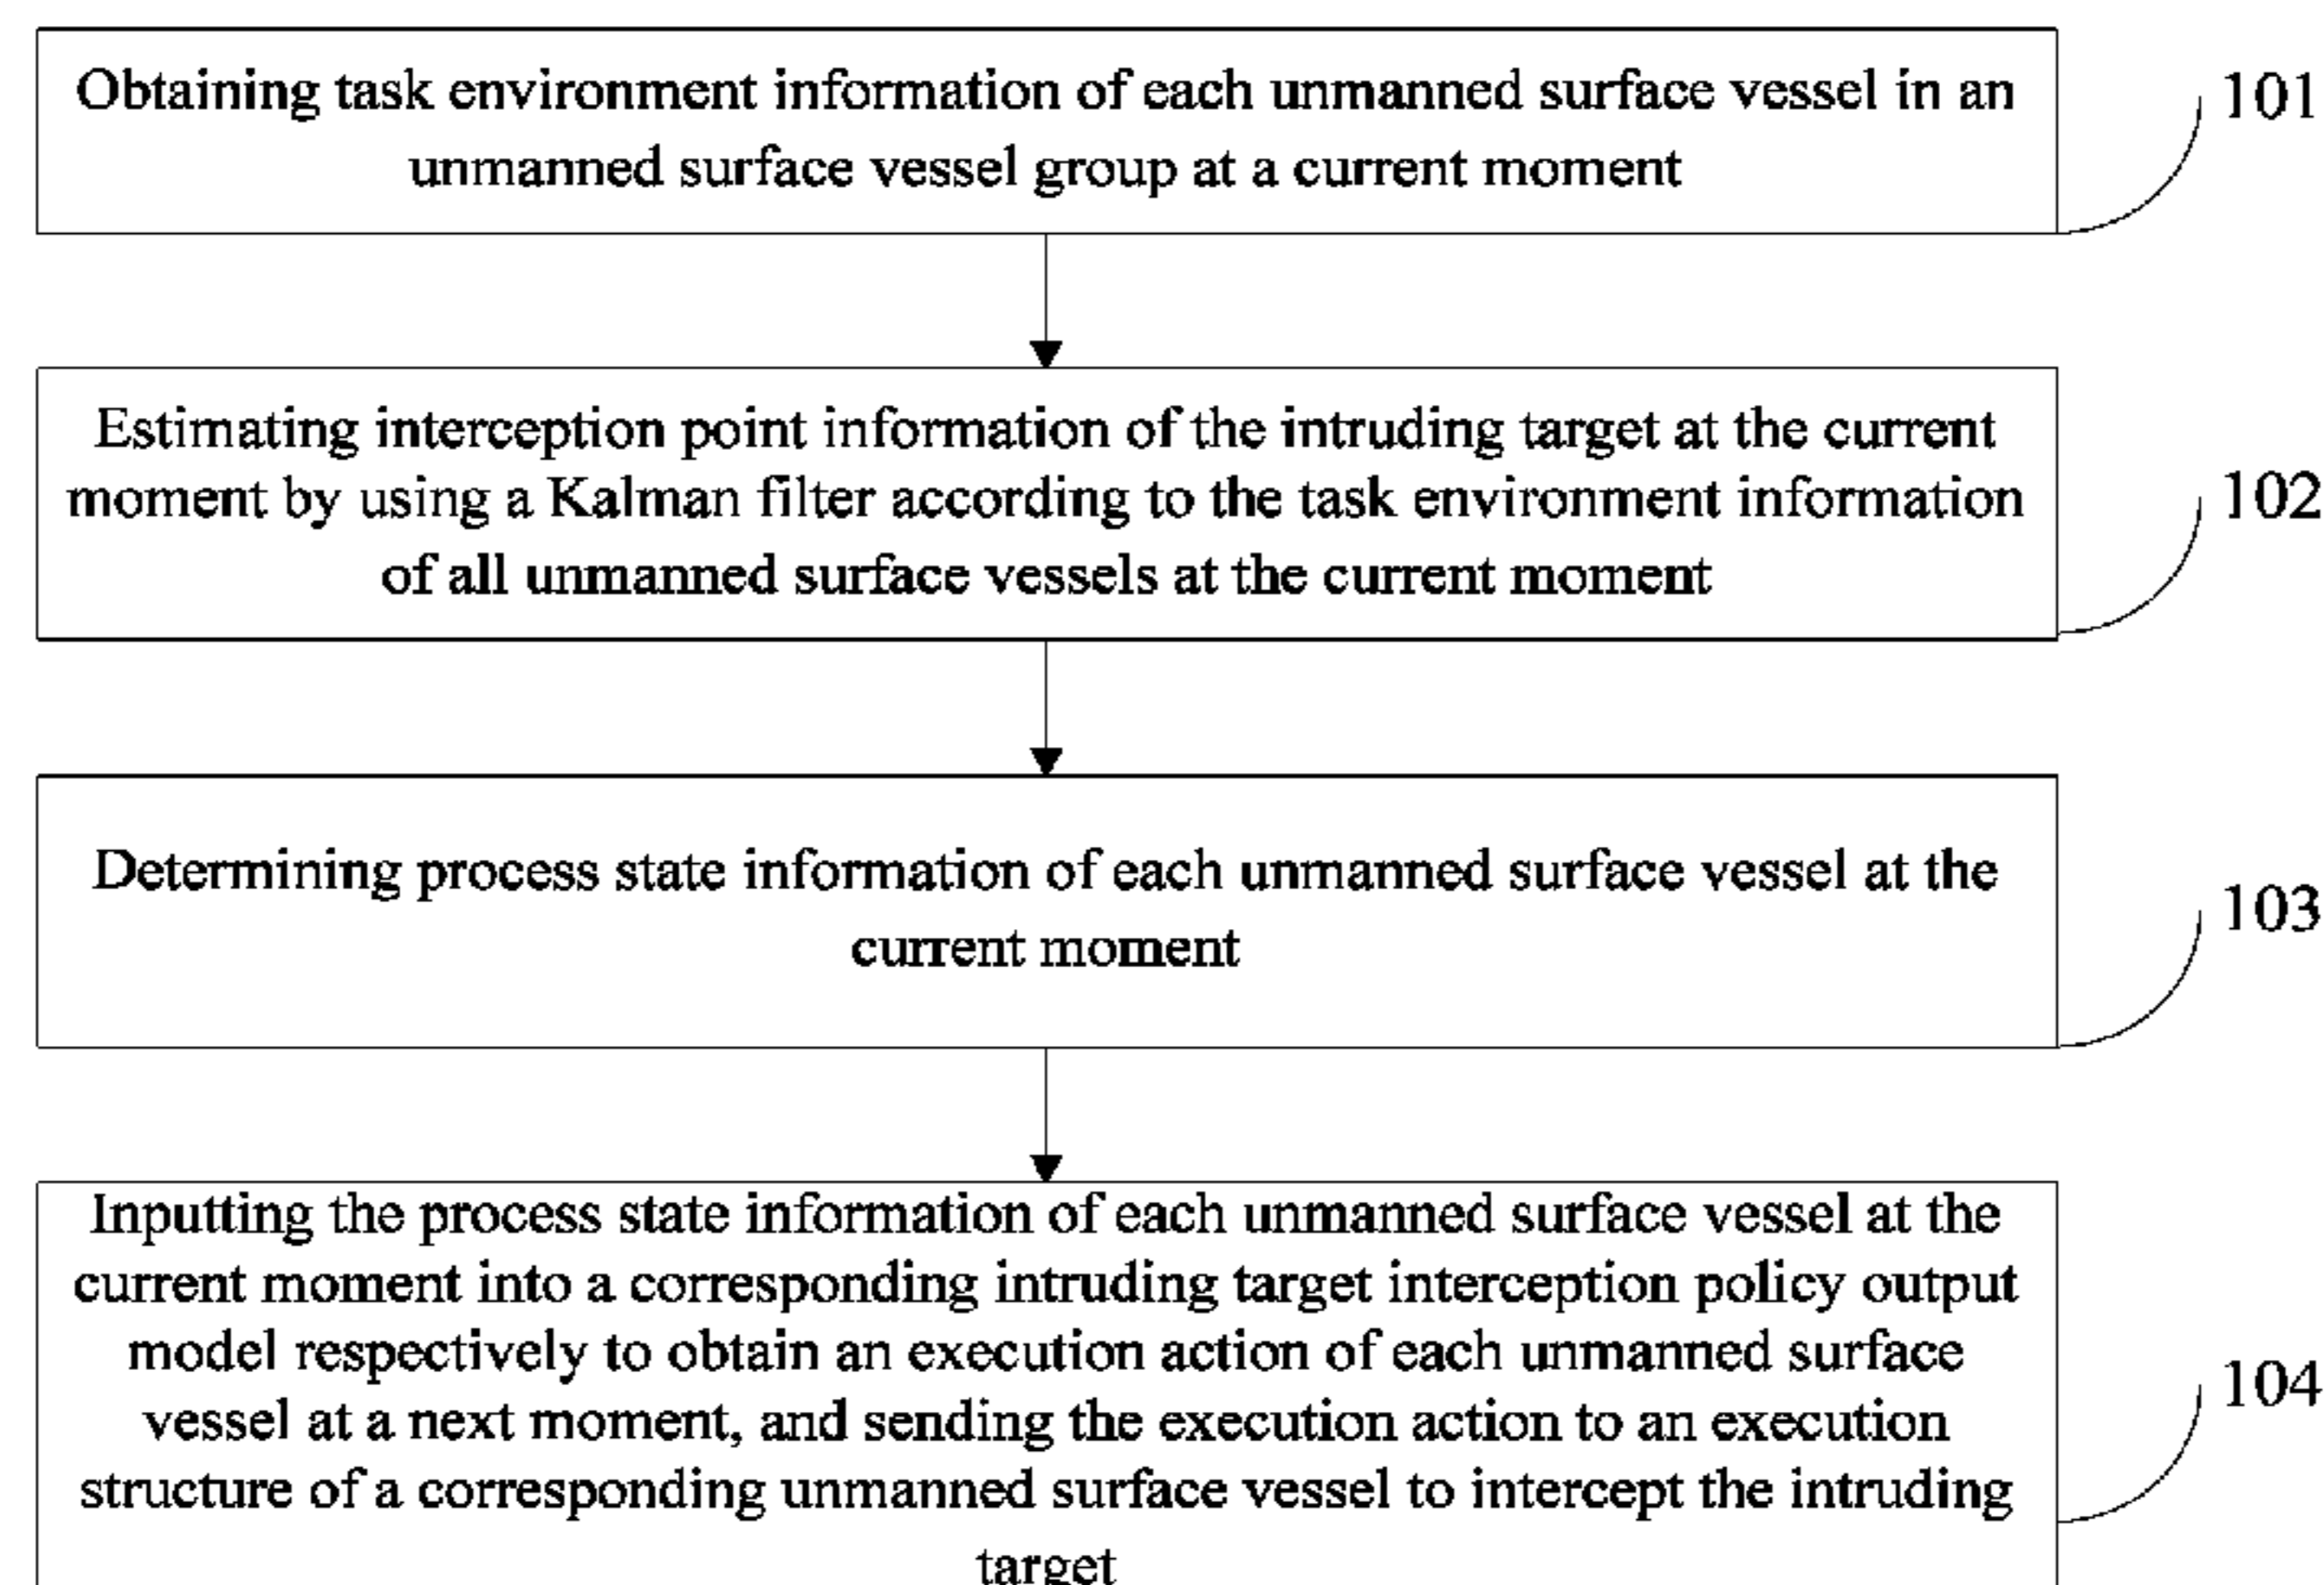 Obtaining task environment information of each unmanned surface vessel in an
unmanned surface vessel group at a current moment
101
Estimating interception point information of the intruding target at the current
moment by using a Kalman filter according to the task environment information
of all unmanned surface vessels at the current moment
102
Determining process state information of each unmanned surface vessel at the
current moment
103
Inputting the process state information of each unmanned surface vessel at the
current moment into a corresponding intruding target interception policy output
model respectively to obtain an execution action of each unmanned surface
vessel at a next moment, and sending the execution action to an execution
structure of a corresponding unmanned surface vessel to intercept the intruding
target
104